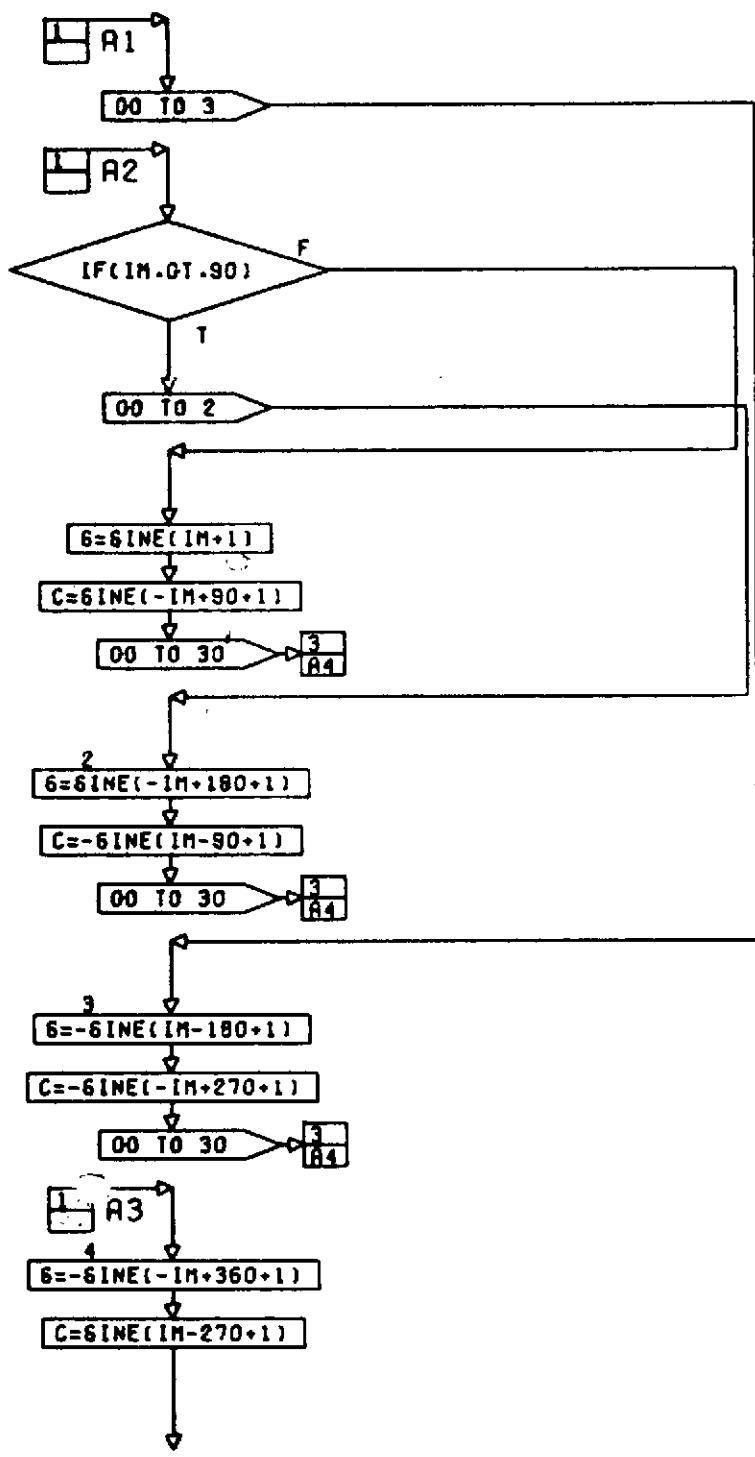 1 A1
GO TO 3
1 A2
F
IF(IM.GT.90)
T
GO TO 2
S=SINE(IM+1)
C=SINE(-IM+90+1)
GO TO 30
3
A4
2
S=SINE(-IM+180+1)
C=-SINE(IM-90+1)
GO TO 30
3
A4
3
S=-SINE(IM-180+1)
C=-SINE(-IM+270+1)
GO TO 30
3
A4
1 A3
4
S=-SINE(-IM+360+1)
C=SINE(IM-270+1)